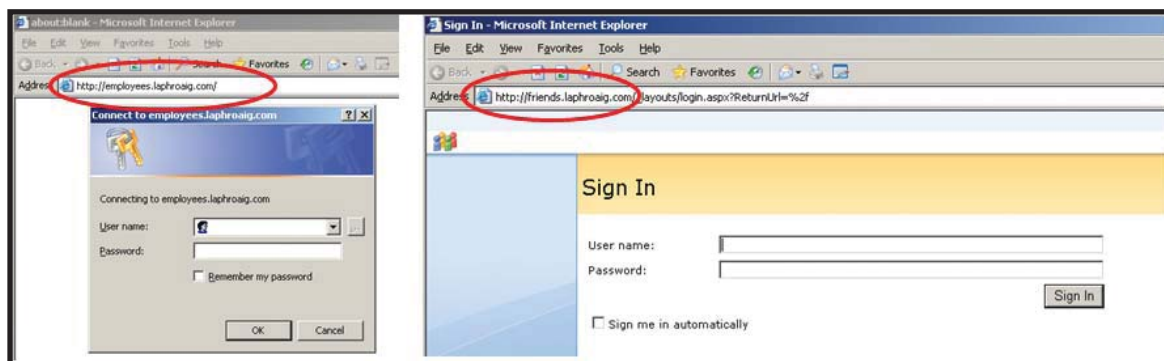 about:blank - Microsoft Internet Explorer
File Edit View Favorites Tools Help
Back Search Favorites
Address http://employees.laphroaig.com/
Connect to employees.laphroaig.com
Connecting to employees.laphroaig.com
User name:
Password:
Remember my password
OK Cancel
Sign In - Microsoft Internet Explorer
File Edit View Favorites Tools Help
Back Search Favorites
Address http://friends.laphroaig.com/_layouts/login.aspx?ReturnUrl=%2f
Sign In
User name:
Password:
Sign In
Sign me in automatically